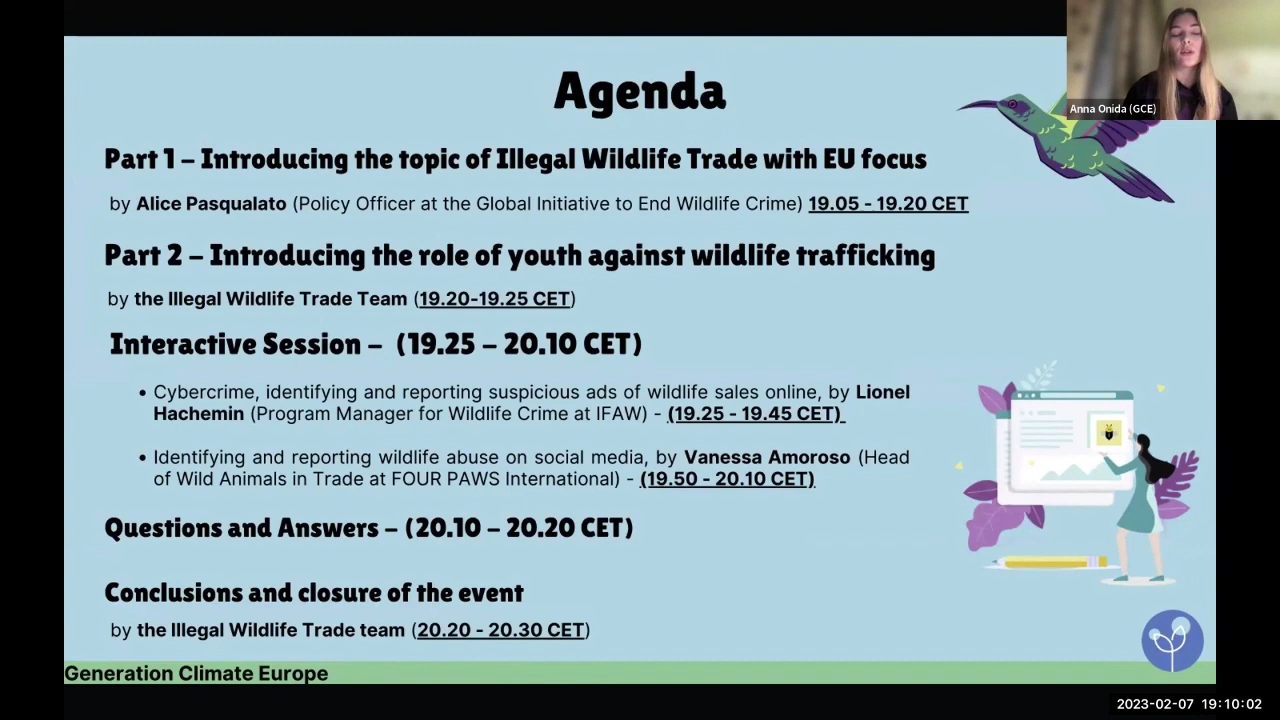 Agenda
Anna Onida (GCE)
Part 1 – Introducing the topic of Illegal Wildlife Trade with EU focus
by Alice Pasqualato (Policy Officer at the Global Initiative to End Wildlife Crime) 19.05 - 19.20 CET
Part 2 – Introducing the role of youth against wildlife trafficking
by the Illegal Wildlife Trade Team (19.20-19.25 CET)
Interactive Session – (19.25 – 20.10 CET)
• Cybercrime, identifying and reporting suspicious ads of wildlife sales online, by Lionel
Hachemin (Program Manager for Wildlife Crime at IFAW) - (19.25 - 19.45 CET)
• Identifying and reporting wildlife abuse on social media, by Vanessa Amoroso (Head
of Wild Animals in Trade at FOUR PAWS International) - (19.50 - 20.10 CET)
Questions and Answers – (20.10 – 20.20 CET)
Conclusions and closure of the event
by the Illegal Wildlife Trade team (20.20 - 20.30 CET)
Generation Climate Europe
2023-02-07 19:10:02